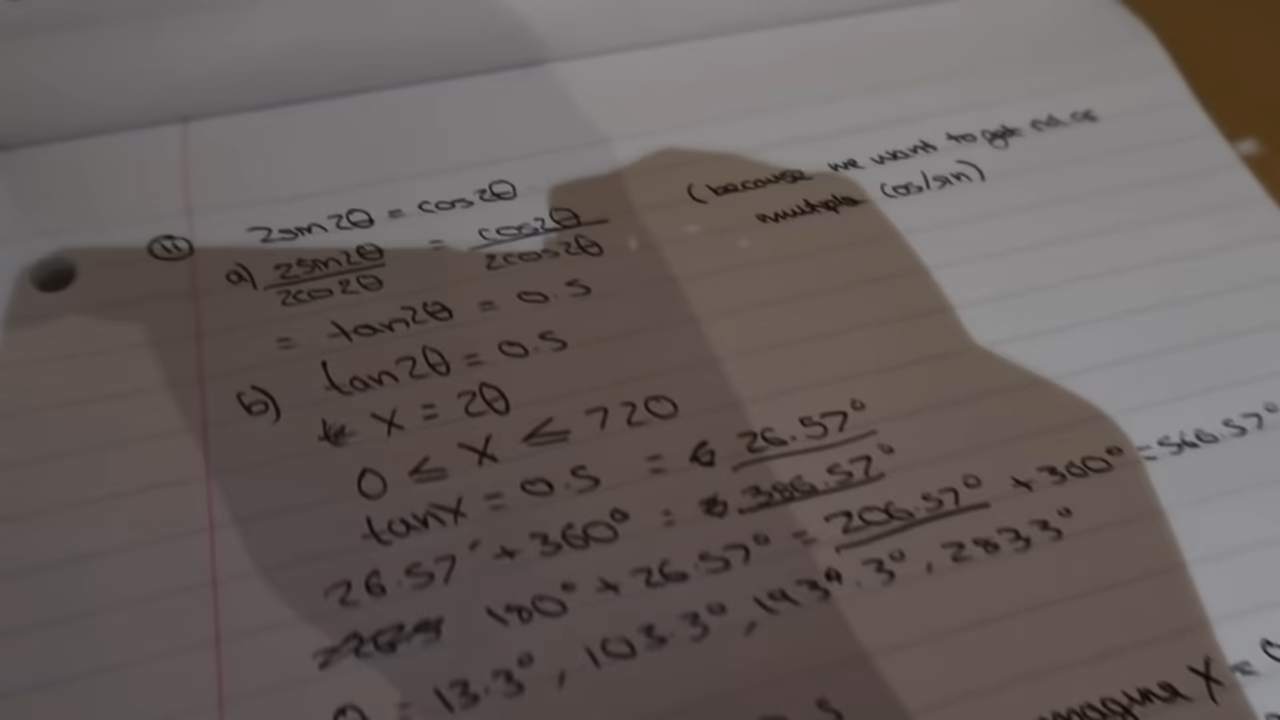 (because we want to get rid of
multiple cos/sin)
11 2sin2θ = cos2θ
a) 2sin2θ/2cos2θ = cos2θ/2cos2θ
= tan2θ = 0.5
b) tan2θ = 0.5
X = 2θ
0 ≤ X ≤ 720
tanX = 0.5 = 26.57°
26.57° + 360° = 386.57°
180° + 26.57° = 206.57° + 360° = 566.57°
= 13.3°, 103.3°, 193.3°, 283.3°
imagine X =